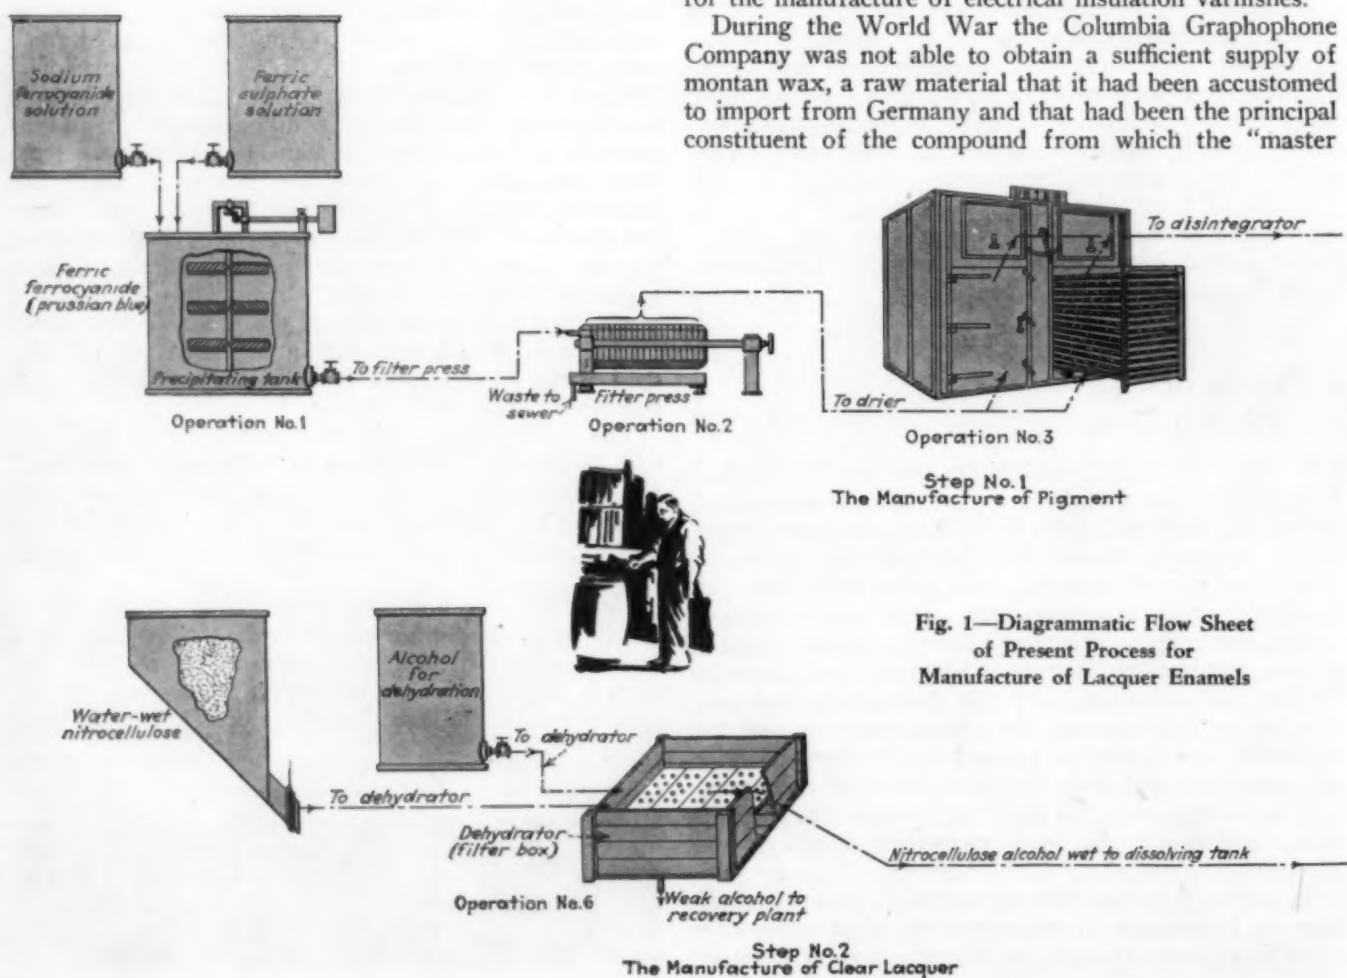 for the manufacture of electrical insulation varnishes.
During the World War the Columbia Graphophone
Company was not able to obtain a sufficient supply of
montan wax, a raw material that it had been accustomed
to import from Germany and that had been the principal
constituent of the compound from which the "master
Sodium
ferrocyanide
solution
Ferric
sulphate
solution
Ferric
ferrocyanide
(prussian blue)
Precipitating tank
To filter press
Operation No.1
Waste to
sewer
Filter press
Operation No.2
To drier
To disintegrator
Operation No.3
Step No.1
The Manufacture of Pigment
Fig. 1—Diagrammatic Flow Sheet
of Present Process for
Manufacture of Lacquer Enamels
Water-wet
nitrocellulose
Alcohol
for
dehydration
To dehydrator
To dehydrator
Dehydrator
(filter box)
Operation No.6
Weak alcohol to
recovery plant
Nitrocellulose alcohol wet to dissolving tank
Step No.2
The Manufacture of Clear Lacquer